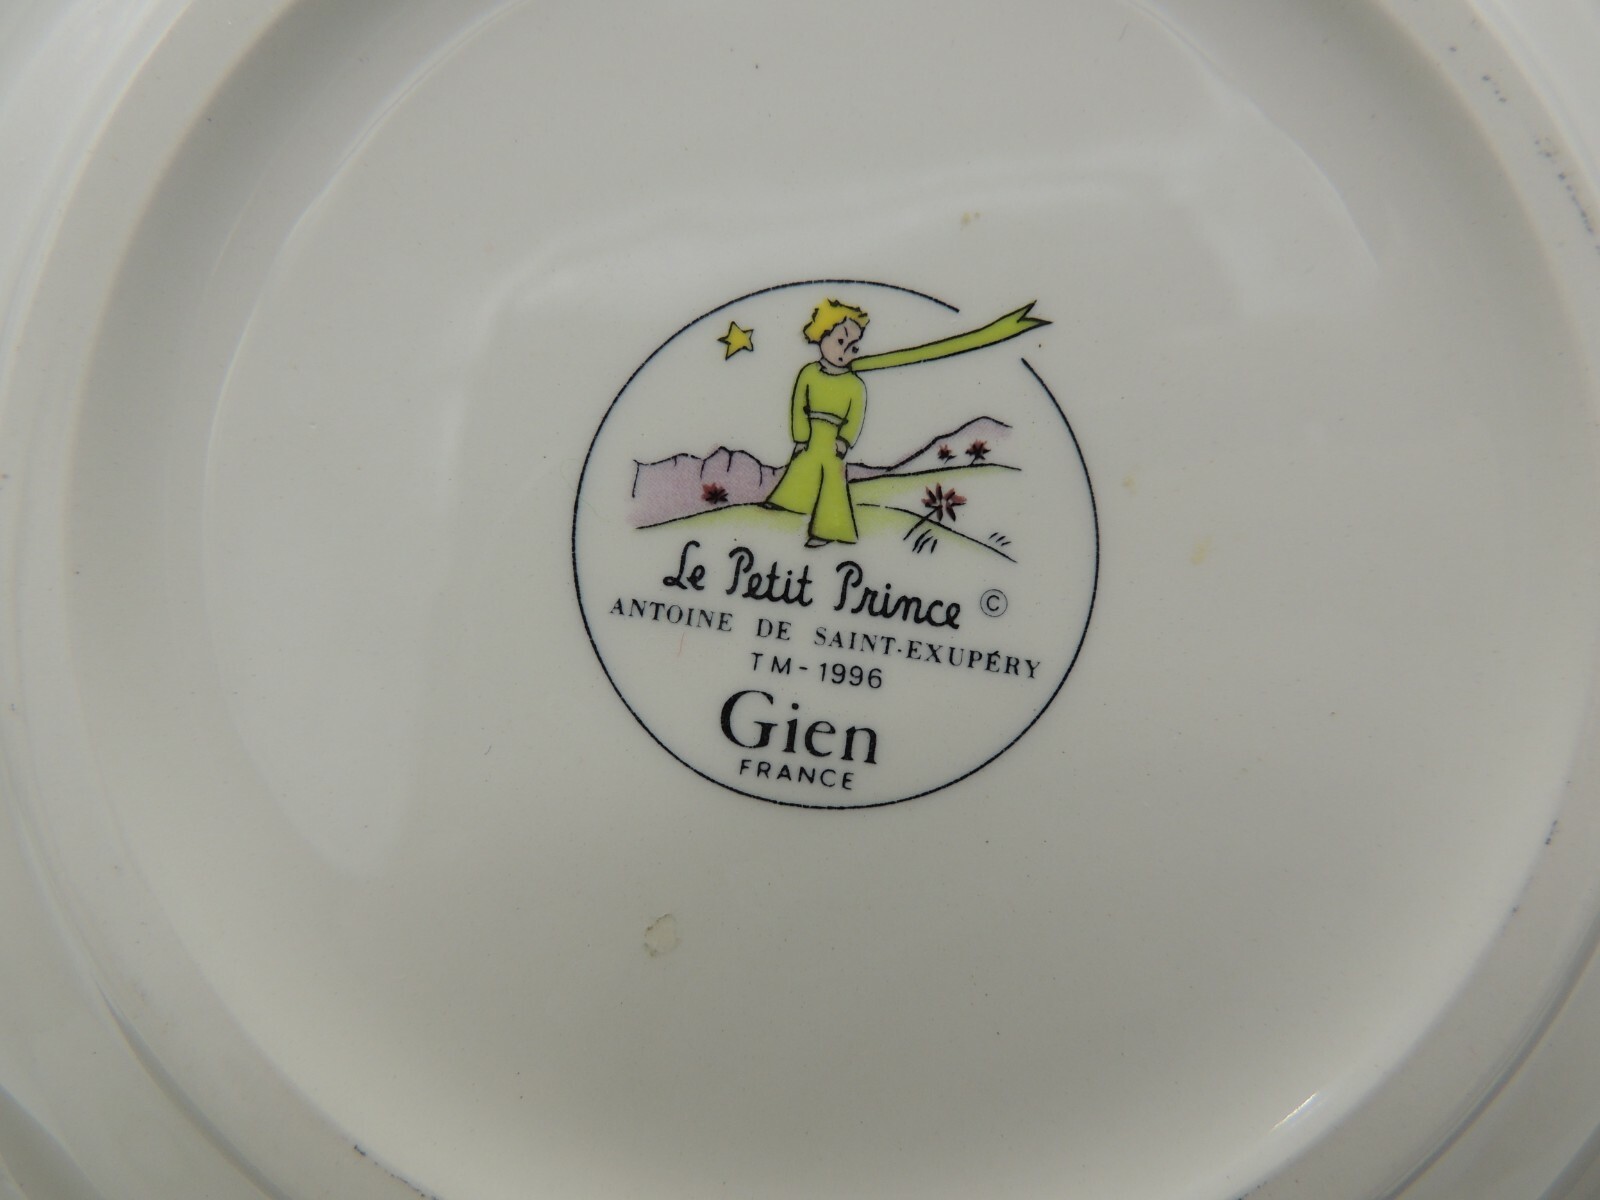 Le Petit Prince ©
ANTOINE DE SAINT-EXUPÉRY
TM-1996
Gien
FRANCE